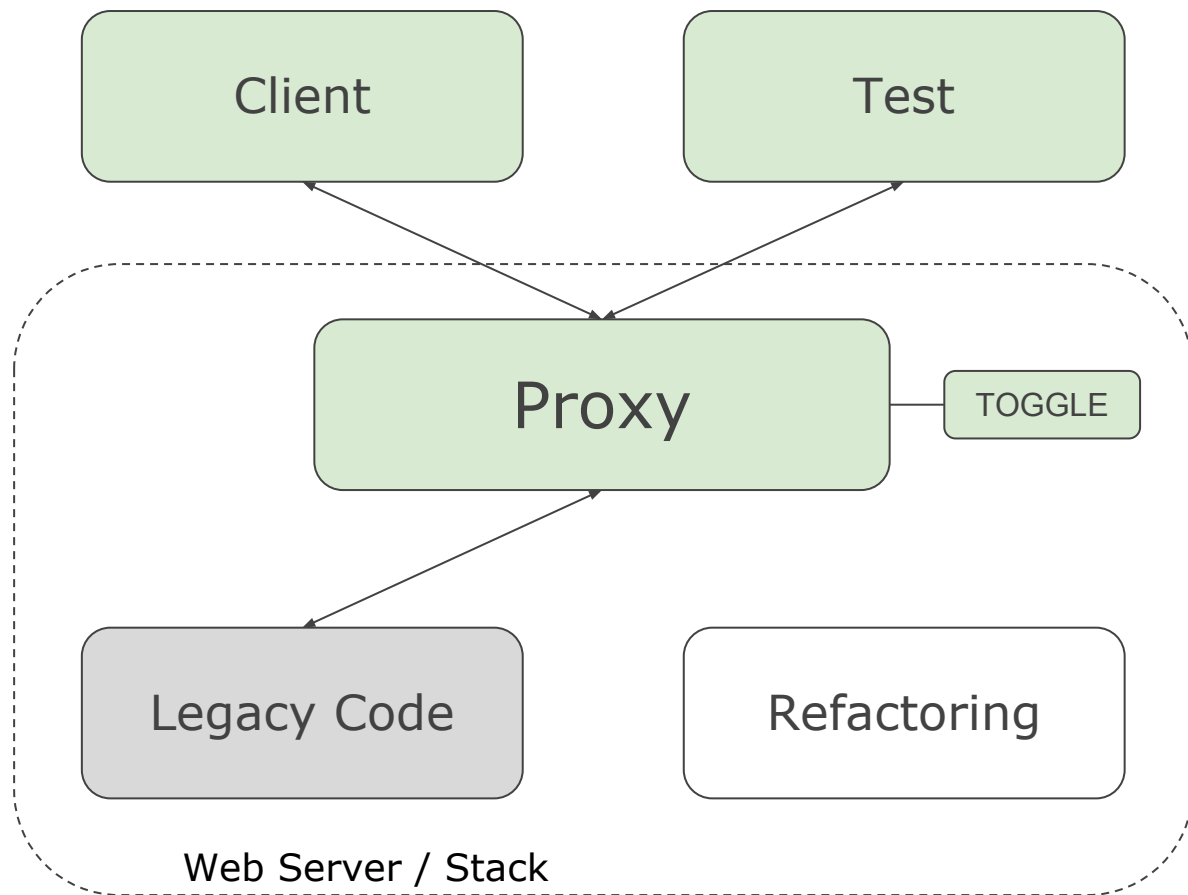 Client
Test
Proxy
TOGGLE
Legacy Code
Refactoring
Web Server / Stack